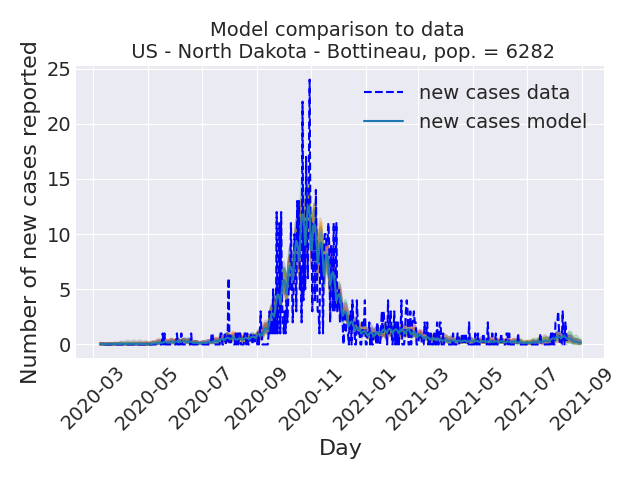 Model comparison to data
US - North Dakota - Bottineau, pop. = 6282
Number of new cases reported
25
20
15
10
5
0
new cases data
new cases model
2020-03
2020-05
2020-07
2020-09
2020-11
2021-01
2021-03
2021-05
2021-07
2021-09
Day